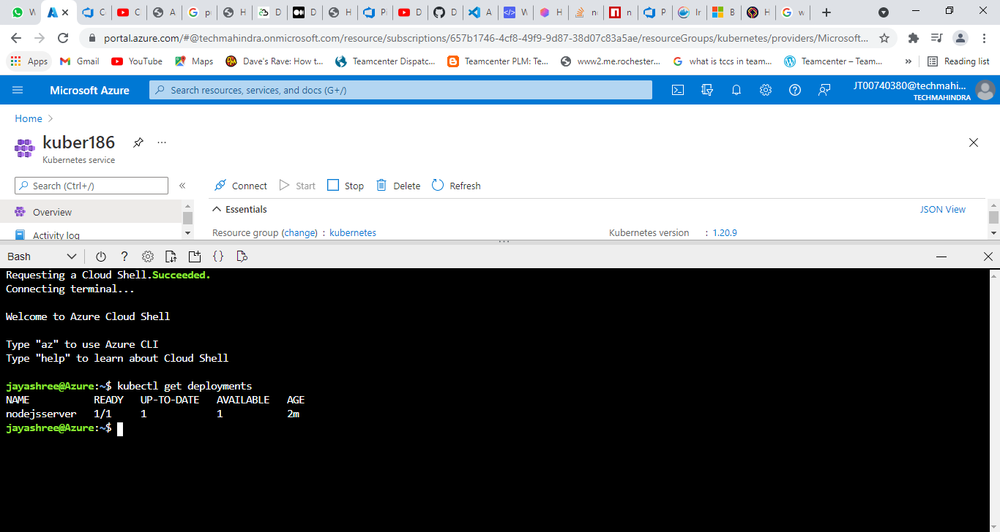 W
A
C
C
A
p
H
D
D
H
Pi
D
D
A
W
H
n
n
P
Ir
B
H
w
portal.azure.com/#@techmahindra.onmicrosoft.com/resource/subscriptions/657b1746-4cf8-49f9-9d87-38d07c83a5ae/resourceGroups/kubernetes/providers/Microsoft...
Apps
Gmail
YouTube
Maps
Dave's Rave: How t...
Teamcenter Dispatc...
Teamcenter PLM: Te...
www2.me.rochester...
what is tccs in team...
Teamcenter – Team...
»
Reading list
Microsoft Azure
Search resources, services, and docs (G+/)
JT00740380@techmahi...
TECHMAHINDRA
Home >
kuber186
...
Kubernetes service
Search (Ctrl+/)
«
Connect
Start
Stop
Delete
Refresh
Overview
Essentials
JSON View
Activity log
Resource group (change) : kubernetes
Kubernetes version : 1.20.9
Bash
?
{}
Requesting a Cloud Shell.Succeeded.
Connecting terminal...
Welcome to Azure Cloud Shell
Type "az" to use Azure CLI
Type "help" to learn about Cloud Shell
jayashree@Azure:~$ kubectl get deployments
NAME READY UP-TO-DATE AVAILABLE AGE
nodejsserver 1/1 1 1 2m
jayashree@Azure:~$